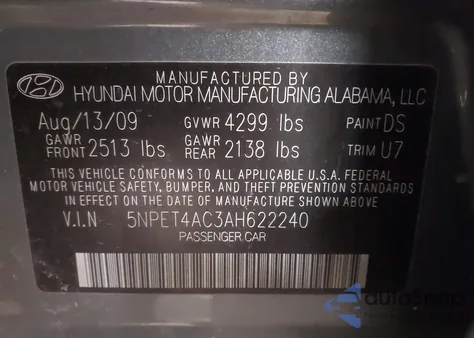 MANUFACTURED BY
HYUNDAI MOTOR MANUFACTURING ALABAMA, LLC
Aug/13/09 GVWR 4299 lbs PAINT DS
GAWR FRONT 2513 lbs GAWR REAR 2138 lbs TRIM U7
THIS VEHICLE CONFORMS TO ALL APPLICABLE U.S.A. FEDERAL
MOTOR VEHICLE SAFETY, BUMPER, AND THEFT PREVENTION STANDARDS
IN EFFECT ON THE DATE OF MANUFACTURE SHOWN ABOVE.
V.I.N 5NPET4AC3AH622240
PASSENGER CAR